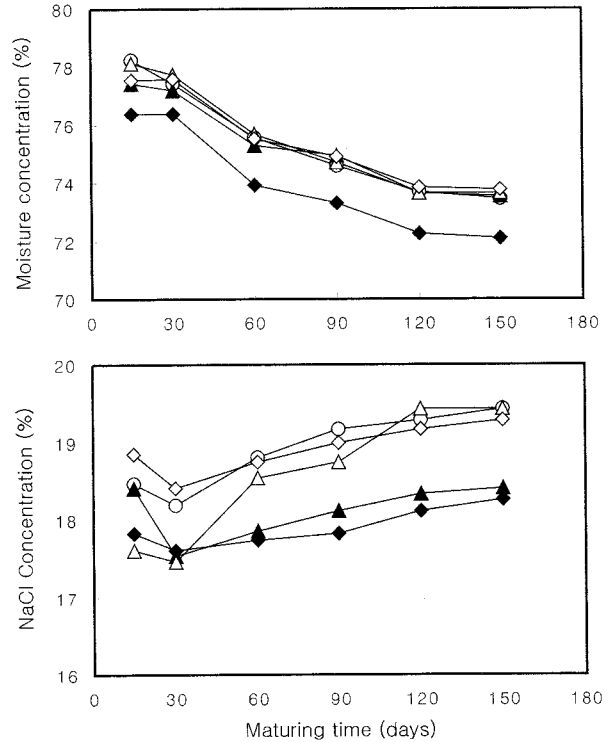 Moisture concentration (%)
80
78
76
74
72
70
0 30 60 90 120 150 180
NaCl Concentration (%)
20
19
18
17
16
0 30 60 90 120 150 180
Maturing time (days)